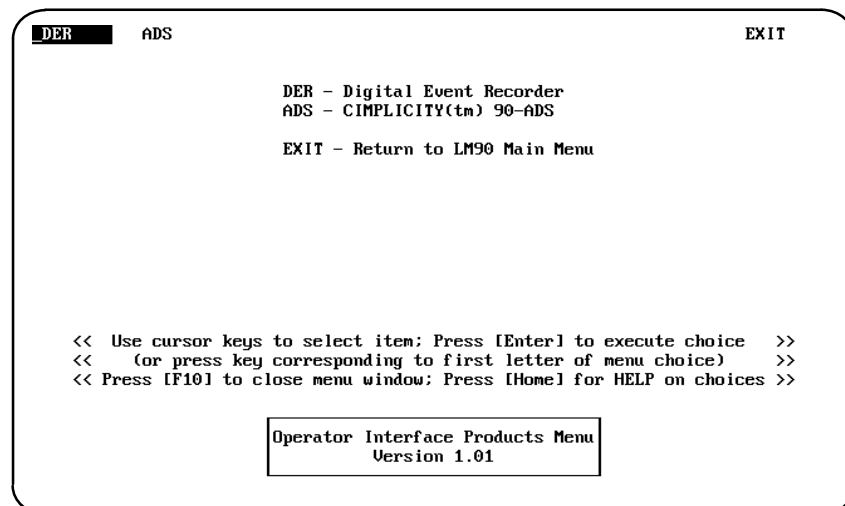 _DER ADS EXIT
DER - Digital Event Recorder
ADS - CIMPLICITY(tm) 90-ADS
EXIT - Return to LM90 Main Menu
<< Use cursor keys to select item; Press [Enter] to execute choice >>
<< (or press key corresponding to first letter of menu choice) >>
<< Press [F10] to close menu window; Press [Home] for HELP on choices >>
Operator Interface Products Menu
Version 1.01